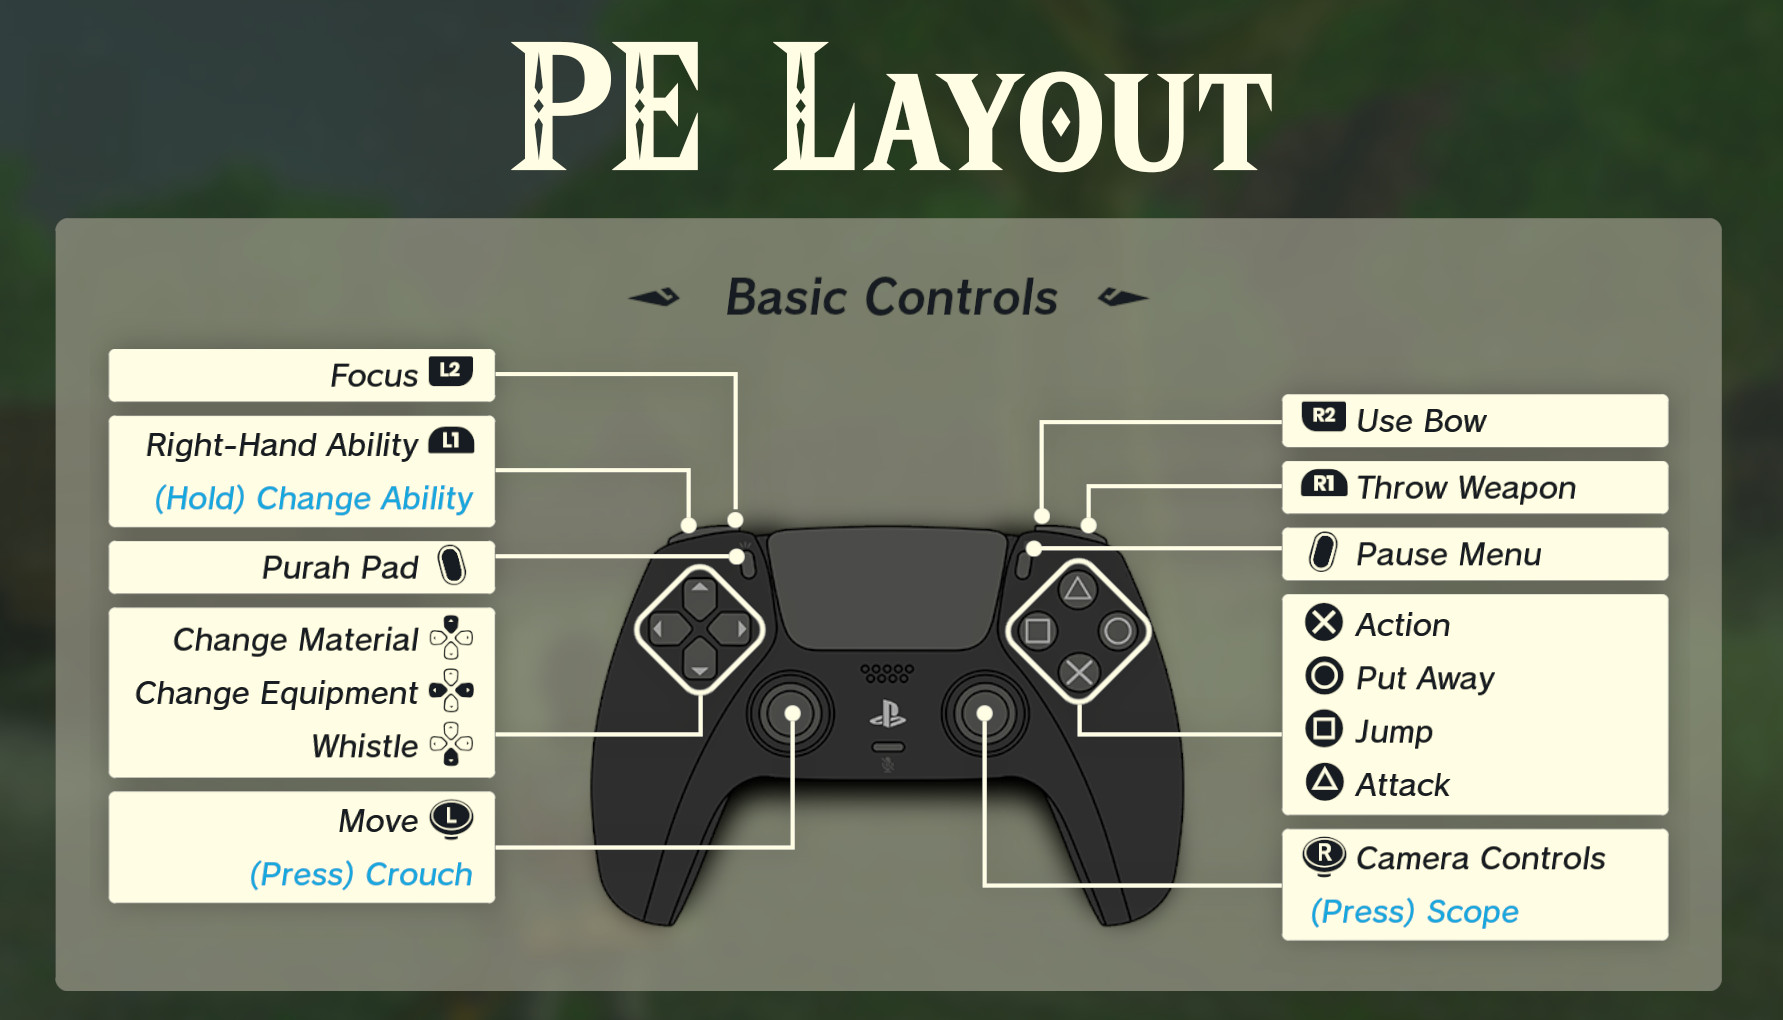 PE LAYOUT
Basic Controls
Focus L2
Right-Hand Ability L1
(Hold) Change Ability
Purah Pad
Change Material
Change Equipment
Whistle
Move L
(Press) Crouch
R2 Use Bow
R1 Throw Weapon
Pause Menu
Action
Put Away
Jump
Attack
R Camera Controls
(Press) Scope